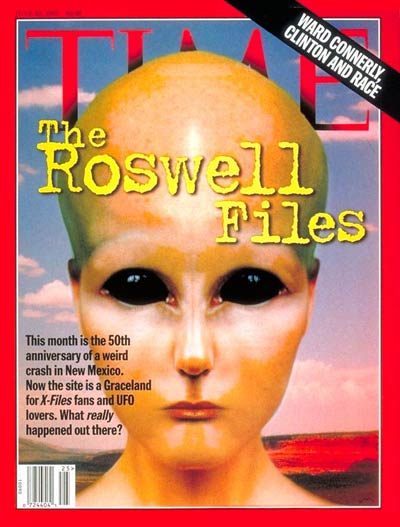 WARD CONNERLY,
CLINTON AND RACE
TIME
The
Roswell
Files
This month is the 50th
anniversary of a weird
crash in New Mexico.
Now the site is a Graceland
for X-Files fans and UFO
lovers. What really
happened out there?
25>